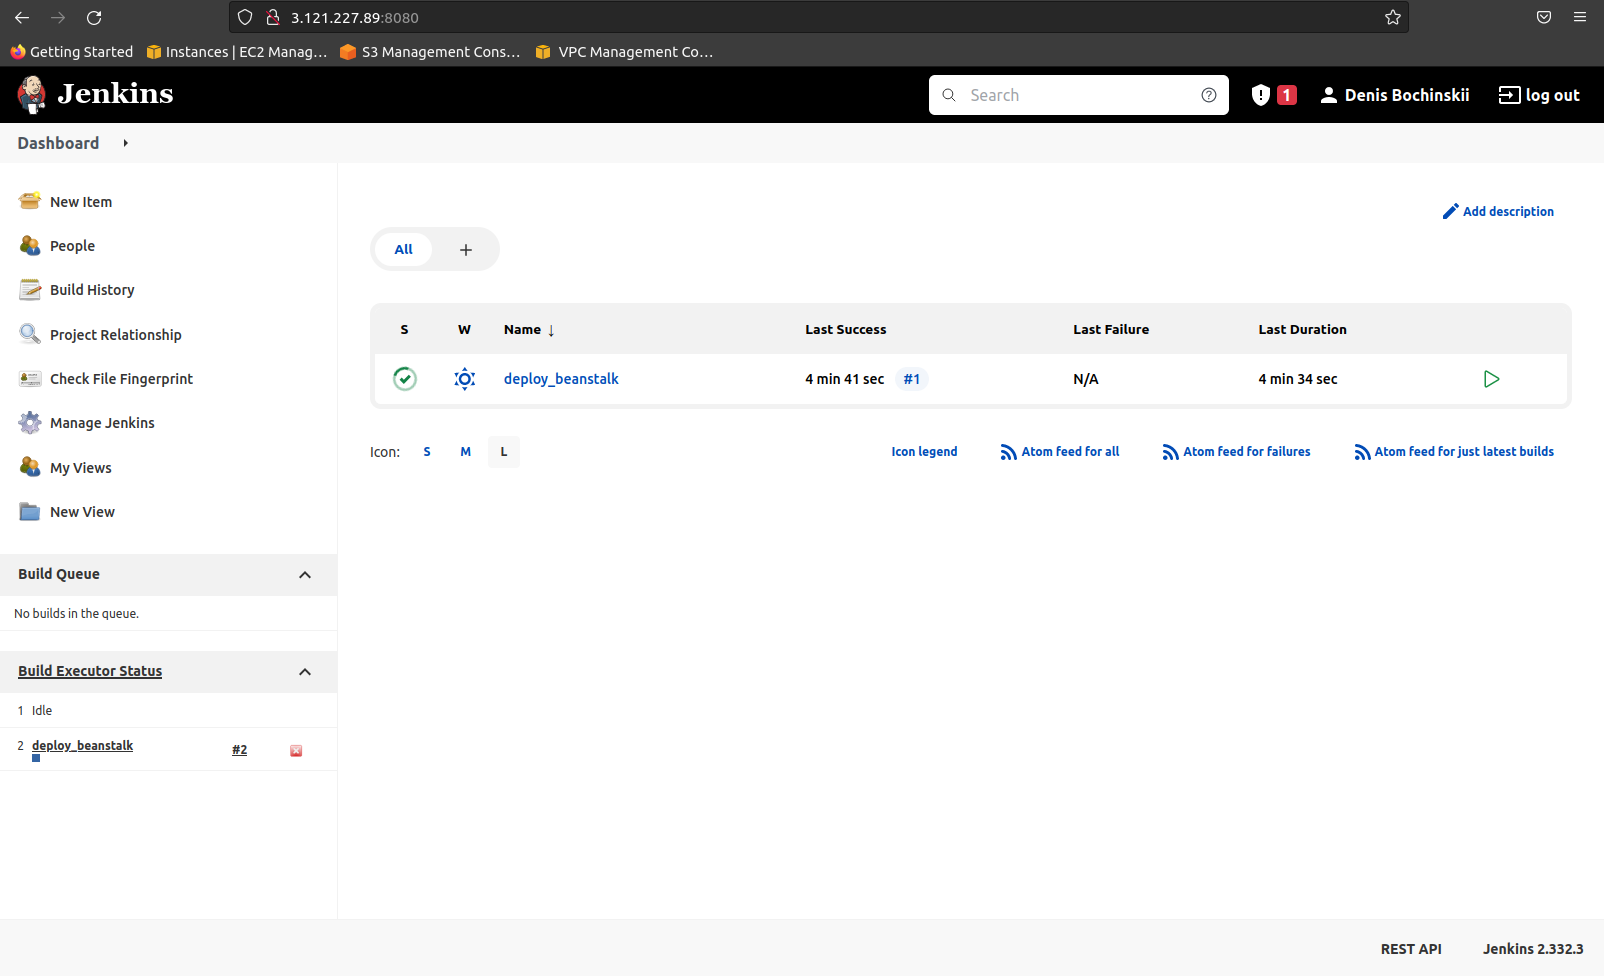 3.121.227.89:8080
Getting Started Instances | EC2 Manag... S3 Management Cons... VPC Management Co...
Jenkins Search 1 Denis Bochinskii log out
Dashboard
New Item
People
Build History
Project Relationship
Check File Fingerprint
Manage Jenkins
My Views
New View
Build Queue
No builds in the queue.
Build Executor Status
1 Idle
2 deploy_beanstalk #2
Add description
All +
S W Name ↓ Last Success Last Failure Last Duration
deploy_beanstalk 4 min 41 sec #1 N/A 4 min 34 sec
Icon: S M L Icon legend Atom feed for all Atom feed for failures Atom feed for just latest builds
REST API Jenkins 2.332.3